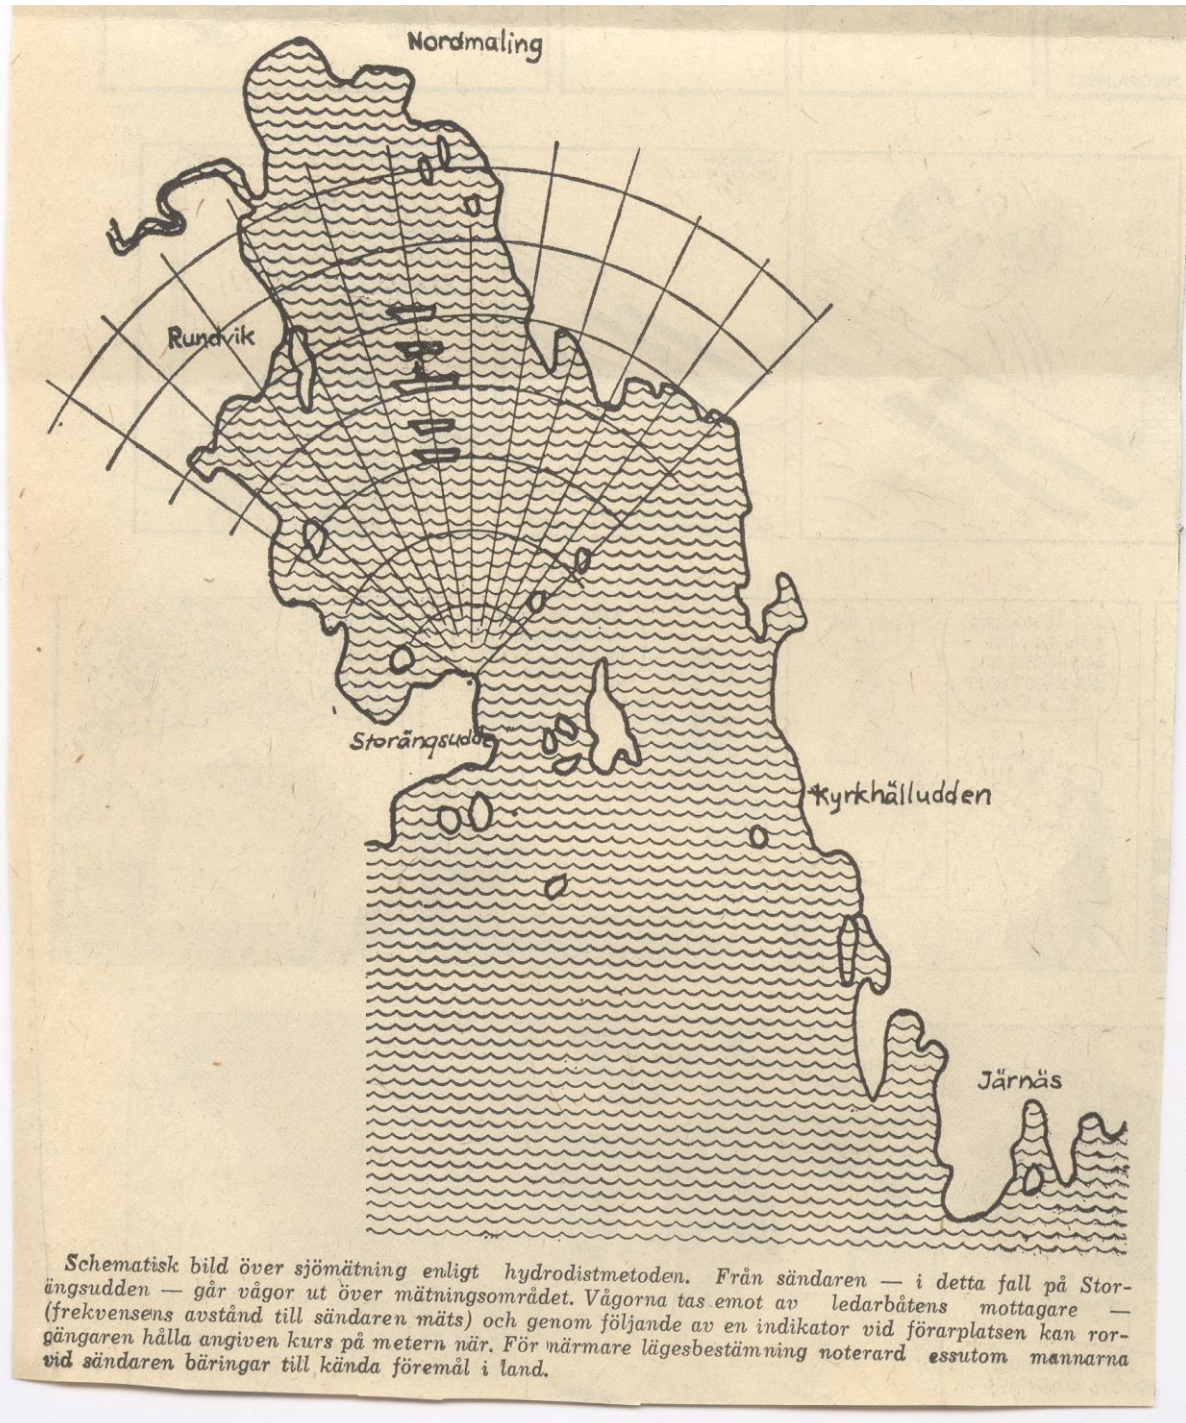 Nordmaling
Rundvik
Storängsudde
Kyrkhälludden
Järnäs
Schematisk bild över sjömätning enligt hydrodistmetoden. Från sändaren — i detta fall på Stor-
ängsudden — går vågor ut över mätningsområdet. Vågorna tas emot av ledarbåtens mottagare —
(frekvensens avstånd till sändaren mäts) och genom följande av en indikator vid förarplatsen kan ror-
gängaren hålla angiven kurs på metern när. För närmare lägesbestämning noterard essutom mannarna
vid sändaren bäringar till kända föremål i land.